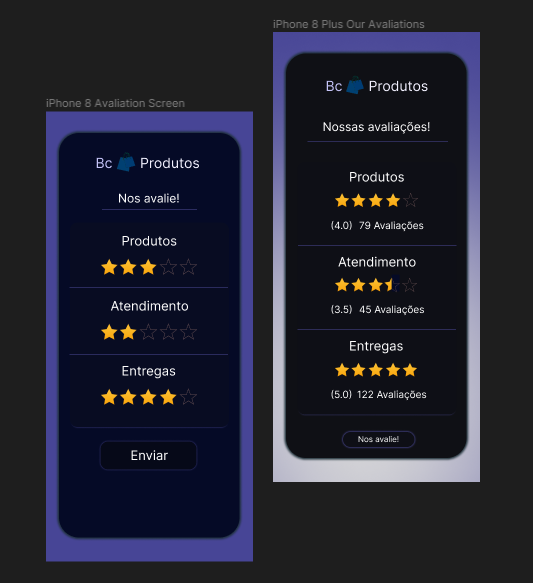 iPhone 8 Avaliation Screen
Bc Produtos
Nos avalie!
Produtos
Atendimento
Entregas
Enviar
iPhone 8 Plus Our Avaliations
Bc Produtos
Nossas avaliações!
Produtos
(4.0) 79 Avaliações
Atendimento
(3.5) 45 Avaliações
Entregas
(5.0) 122 Avaliações
Nos avalie!